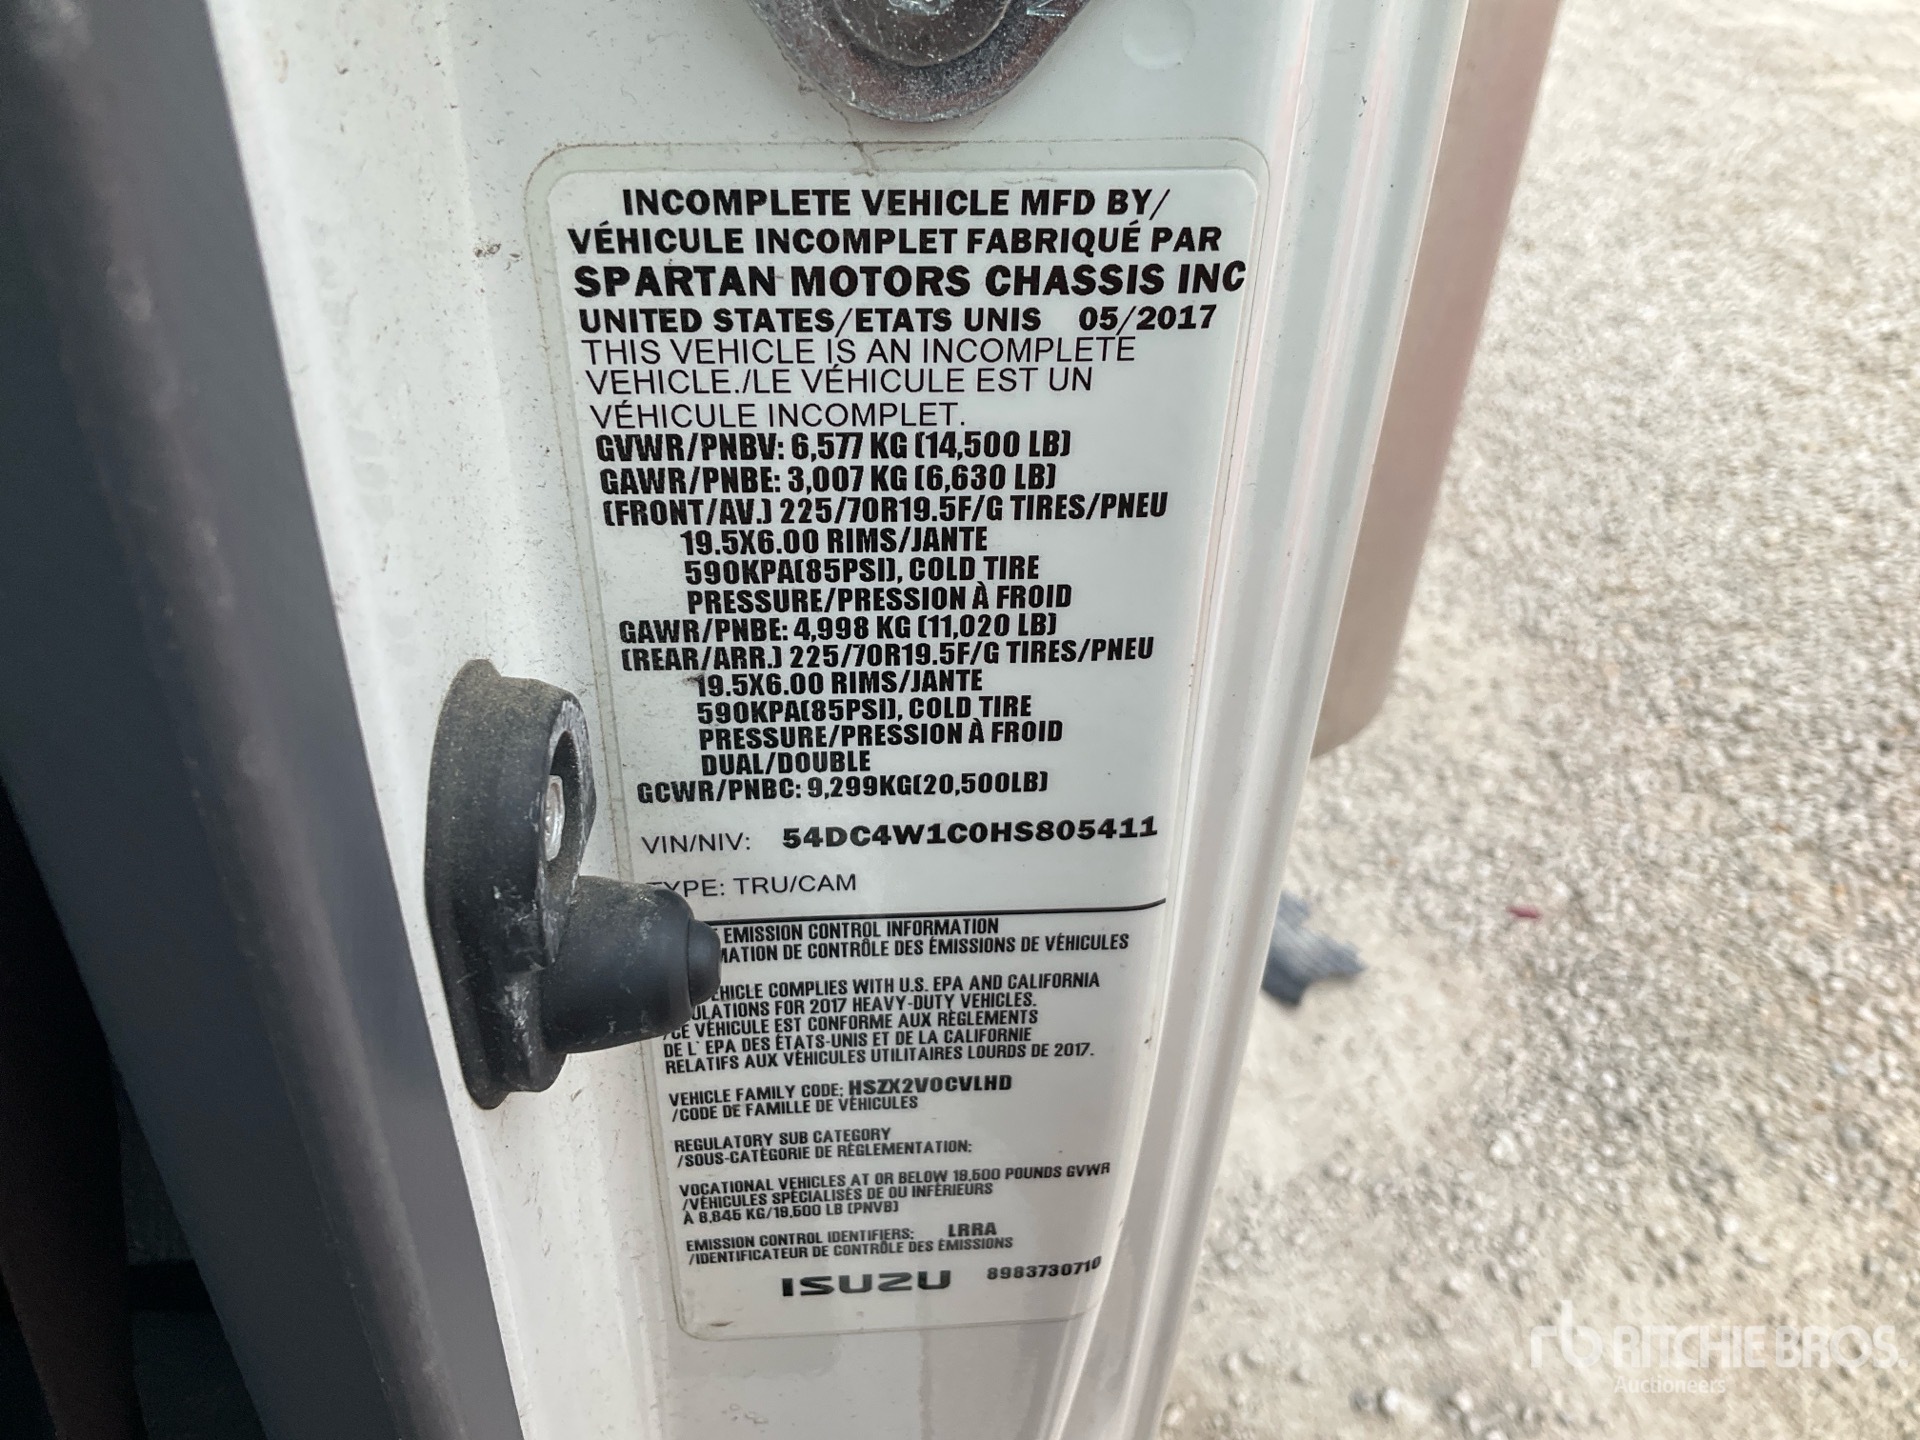 INCOMPLETE VEHICLE MFD BY/
VÉHICULE INCOMPLET FABRIQUÉ PAR
SPARTAN MOTORS CHASSIS INC
UNITED STATES/ETATS UNIS 05/2017
THIS VEHICLE IS AN INCOMPLETE
VEHICLE./LE VÉHICULE EST UN
VÉHICULE INCOMPLET.
GVWR/PNBV: 6,577 KG (14,500 LB)
GAWR/PNBE: 3,007 KG (6,630 LB)
(FRONT/AV.) 225/70R19.5F/G TIRES/PNEU
19.5X6.00 RIMS/JANTE
590KPA(85PSI), COLD TIRE
PRESSURE/PRESSION À FROID
GAWR/PNBE: 4,998 KG (11,020 LB)
(REAR/ARR.) 225/70R19.5F/G TIRES/PNEU
19.5X6.00 RIMS/JANTE
590KPA(85PSI), COLD TIRE
PRESSURE/PRESSION À FROID
DUAL/DOUBLE
GCWR/PNBC: 9,299KG(20,500LB)
VIN/NIV: 54DC4W1C0HS805411
TYPE: TRU/CAM
EMISSION CONTROL INFORMATION
MATION DE CONTRÔLE DES ÉMISSIONS DE VÉHICULES
EHICLE COMPLIES WITH U.S. EPA AND CALIFORNIA
ULATIONS FOR 2017 HEAVY-DUTY VEHICLES.
/CE VÉHICULE EST CONFORME AUX RÈGLEMENTS
DE L' EPA DES ÉTATS-UNIS ET DE LA CALIFORNIE
RELATIFS AUX VÉHICULES UTILITAIRES LOURDS DE 2017.
VEHICLE FAMILY CODE: HSZX2VOCVLHD
/CODE DE FAMILLE DE VÉHICULES
REGULATORY SUB CATEGORY
/SOUS-CATÉGORIE DE RÈGLEMENTATION:
VOCATIONAL VEHICLES AT OR BELOW 19,500 POUNDS GVWR
/VÉHICULES SPÉCIALISÉS DE OU INFÉRIEURS
À 8,845 KG/19,500 LB (PNVB)
EMISSION CONTROL IDENTIFIERS: LRRA
/IDENTIFICATEUR DE CONTRÔLE DES ÉMISSIONS
ISUZU 8983730710
rb RITCHIE BROS.
Auctioneers